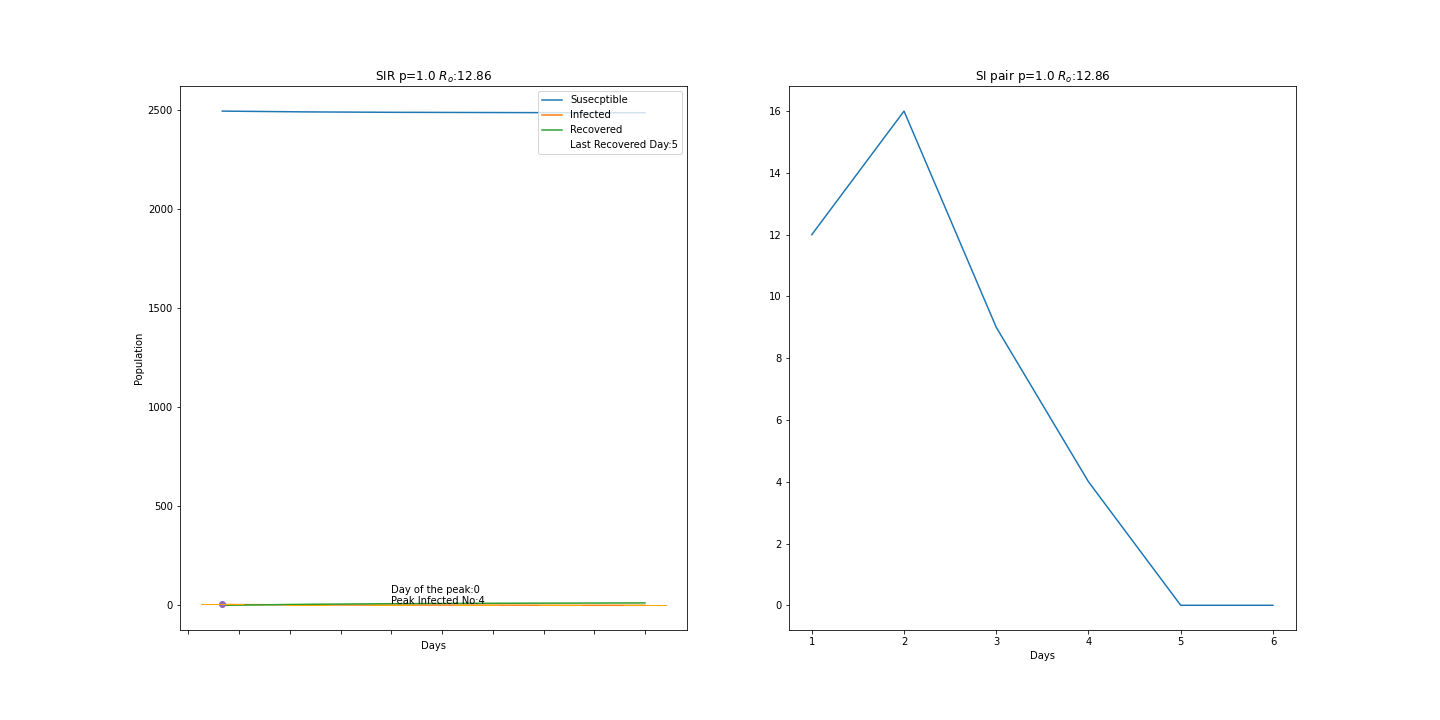 SIR p=1.0 Rₒ:12.86
Susecptible
Infected
Recovered
Last Recovered Day:5
2500
2000
1500
1000
500
0
Population
Day of the peak:0
Peak Infected No:4
Days
SI pair p=1.0 Rₒ:12.86
16
14
12
10
8
6
4
2
0
1 2 3 4 5 6
Days